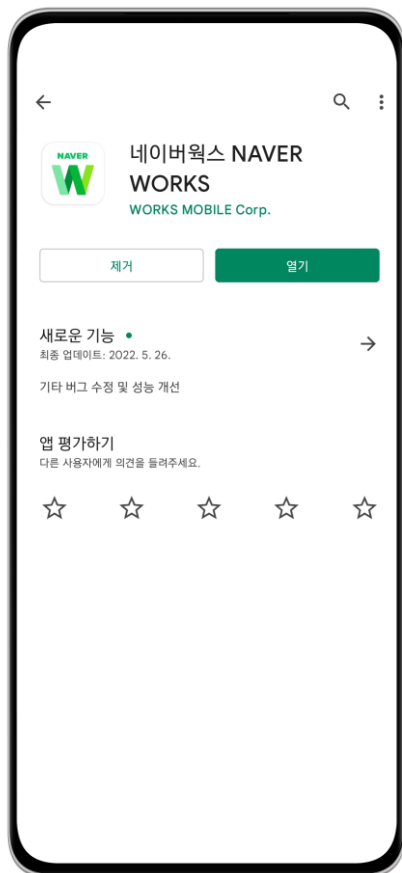 NAVER
네이버웍스 NAVER
WORKS
WORKS MOBILE Corp.
제거
열기
새로운 기능
최종 업데이트: 2022. 5. 26.
기타 버그 수정 및 성능 개선
앱 평가하기
다른 사용자에게 의견을 들려주세요.